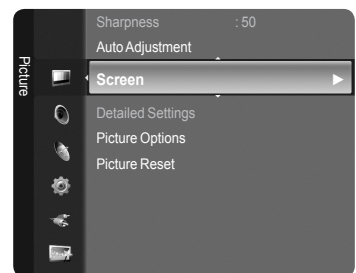 Picture
Sharpness : 50
Auto Adjustment
Screen
Detailed Settings
Picture Options
Picture Reset